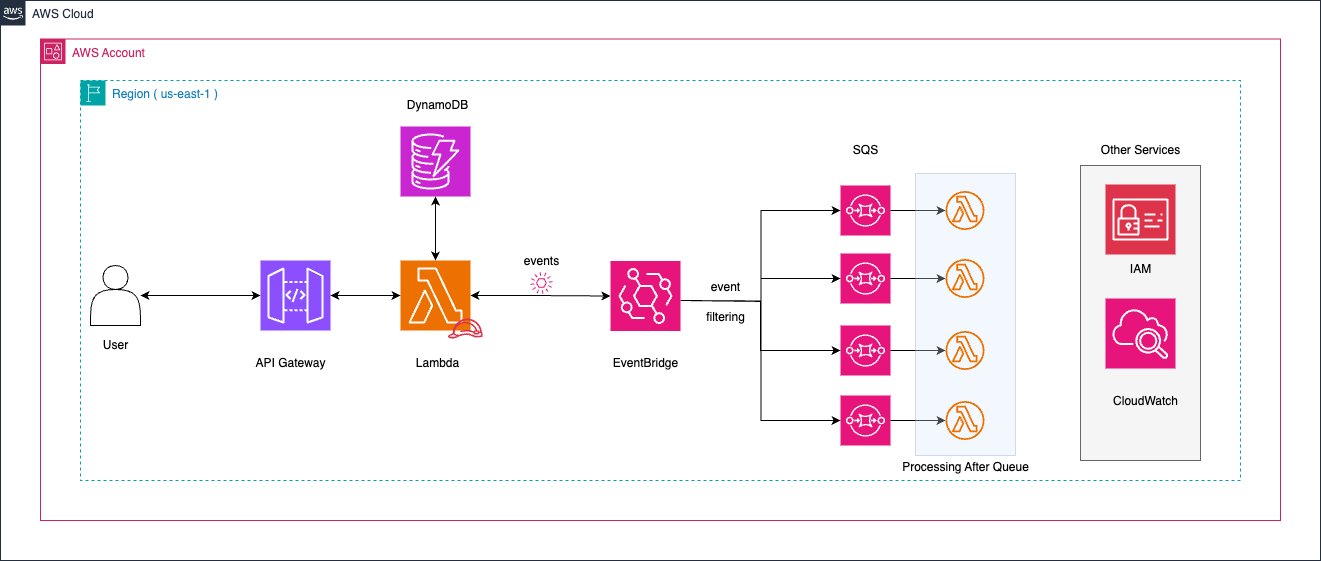 aws
AWS Cloud
AWS Account
Region ( us-east-1 )
DynamoDB
SQS
Other Services
events
event
filtering
</>
IAM
User
API Gateway
Lambda
EventBridge
CloudWatch
Processing After Queue